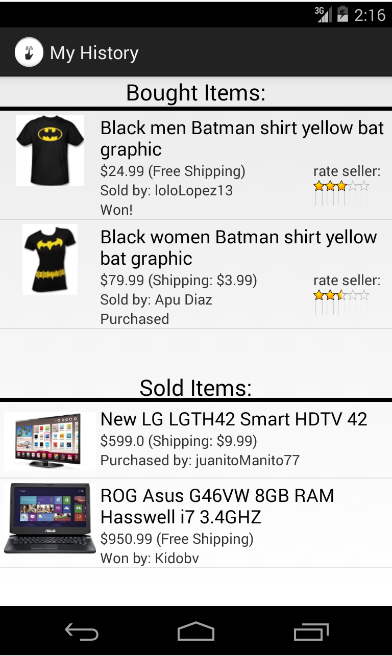 3G 2:16
My History
Bought Items:
Black men Batman shirt yellow bat
graphic
$24.99 (Free Shipping)
rate seller:
Sold by: loloLopez13
Won!
Black women Batman shirt yellow
bat graphic
$79.99 (Shipping: $3.99)
rate seller:
Sold by: Apu Diaz
Purchased
Sold Items:
New LG LGTH42 Smart HDTV 42
$599.0 (Shipping: $9.99)
Purchased by: juanitoManito77
ROG Asus G46VW 8GB RAM
Hasswell i7 3.4GHZ
$950.99 (Free Shipping)
Won by: Kidobv